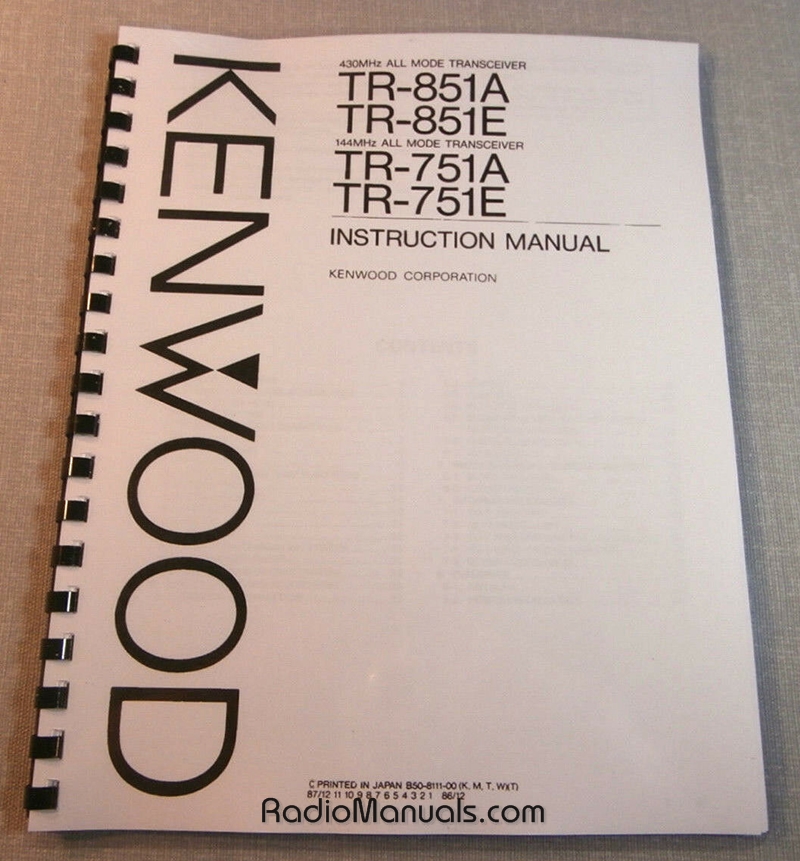 KENWOOD
430MHz ALL MODE TRANSCEIVER
TR-851A
TR-851E
144MHz ALL MODE TRANSCEIVER
TR-751A
TR-751E
INSTRUCTION MANUAL
KENWOOD CORPORATION
CONTENTS
© PRINTED IN JAPAN B50-8111-00 (K, M, T, W)(T)
87/12 11 10 9 8 7 6 5 4 3 2 1 86/12
RadioManuals.com